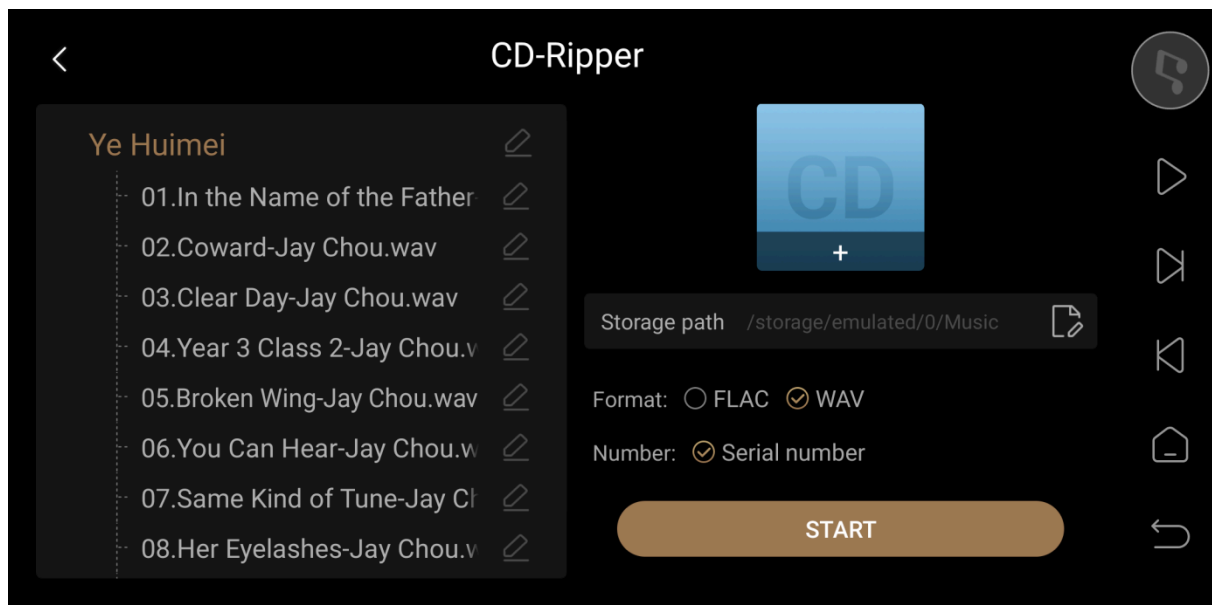 CD-Ripper
Ye Huimei
01.In the Name of the Father
02.Coward-Jay Chou.wav
03.Clear Day-Jay Chou.wav
04.Year 3 Class 2-Jay Chou.
05.Broken Wing-Jay Chou.wav
06.You Can Hear-Jay Chou.
07.Same Kind of Tune-Jay
08.Her Eyelashes-Jay Chou.
CD
+
Storage path /storage/emulated/0/Music
Format: FLAC WAV
Number: Serial number
START